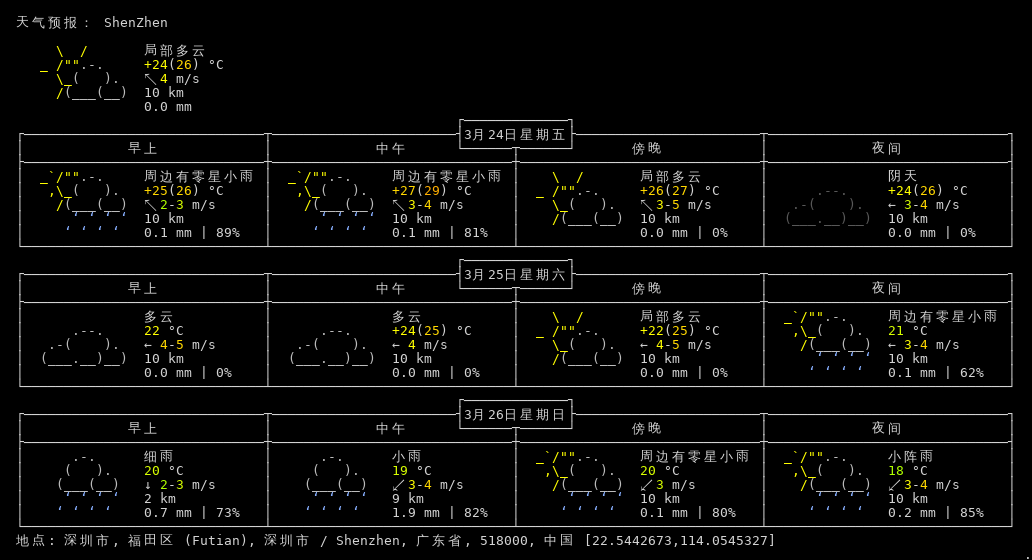 天气预报： ShenZhen
局部多云
+24(26) °C
↖ 4 m/s
10 km
0.0 mm
3月24日星期五
早上 中午 傍晚 夜间
周边有零星小雨 周边有零星小雨 局部多云 阴天
+25(26) °C +27(29) °C +26(27) °C +24(26) °C
↖ 2-3 m/s ↖ 3-4 m/s ↖ 3-5 m/s ← 3-4 m/s
10 km 10 km 10 km 10 km
0.1 mm | 89% 0.1 mm | 81% 0.0 mm | 0% 0.0 mm | 0%
3月25日星期六
早上 中午 傍晚 夜间
多云 多云 局部多云 周边有零星小雨
22 °C +24(25) °C +22(25) °C 21 °C
← 4-5 m/s ← 4 m/s ← 4-5 m/s ← 3-4 m/s
10 km 10 km 10 km 10 km
0.0 mm | 0% 0.0 mm | 0% 0.0 mm | 0% 0.1 mm | 62%
3月26日星期日
早上 中午 傍晚 夜间
细雨 小雨 周边有零星小雨 小阵雨
20 °C 19 °C 20 °C 18 °C
↓ 2-3 m/s ↙ 3-4 m/s ↙ 3 m/s ↙ 3-4 m/s
2 km 9 km 10 km 10 km
0.7 mm | 73% 1.9 mm | 82% 0.1 mm | 80% 0.2 mm | 85%
地点: 深圳市, 福田区 (Futian), 深圳市 / Shenzhen, 广东省, 518000, 中国 [22.5442673,114.0545327]